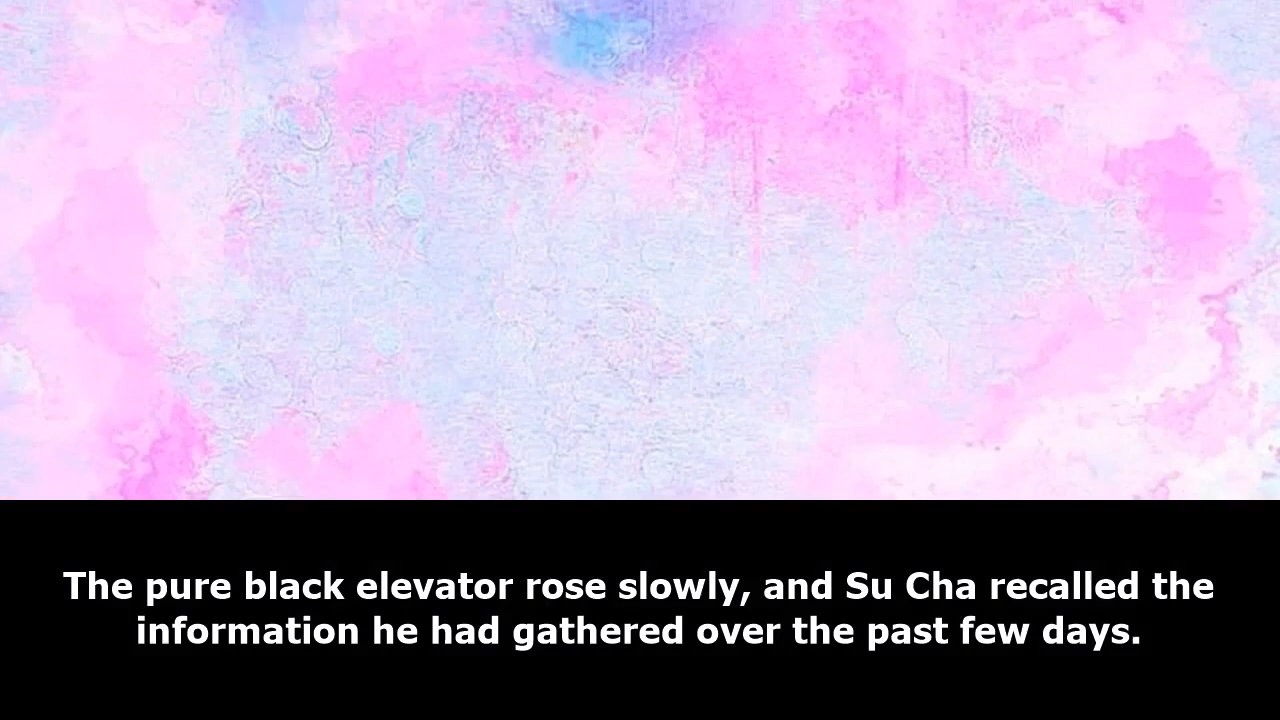 The pure black elevator rose slowly, and Su Cha recalled the
information he had gathered over the past few days.